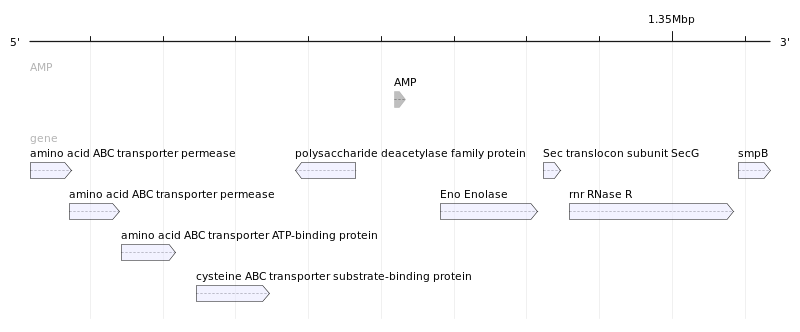 1.35Mbp
5' 3'
AMP
AMP
gene
amino acid ABC transporter permease polysaccharide deacetylase family protein Sec translocon subunit SecG smpB
amino acid ABC transporter permease Eno Enolase rnr RNase R
amino acid ABC transporter ATP-binding protein
cysteine ABC transporter substrate-binding protein